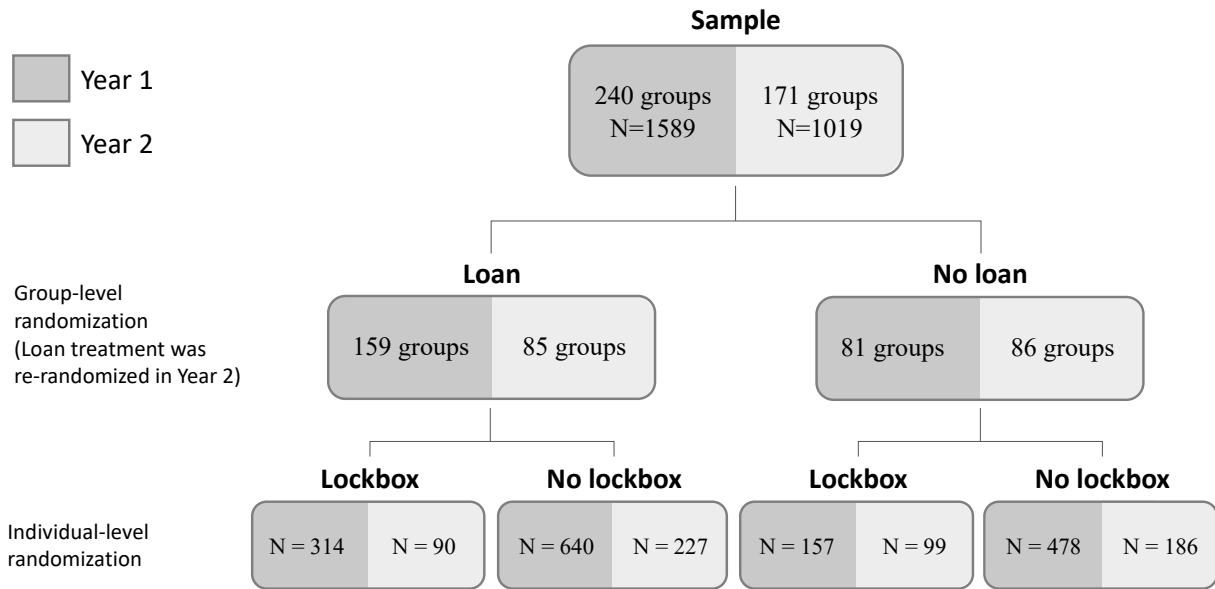 Sample
Year 1
Year 2
240 groups
N=1589
171 groups
N=1019
Group-level
randomization
(Loan treatment was
re-randomized in Year 2)
Loan
159 groups
85 groups
No loan
81 groups
86 groups
Individual-level
randomization
Lockbox
N = 314
N = 90
No lockbox
N = 640
N = 227
Lockbox
N = 157
N = 99
No lockbox
N = 478
N = 186